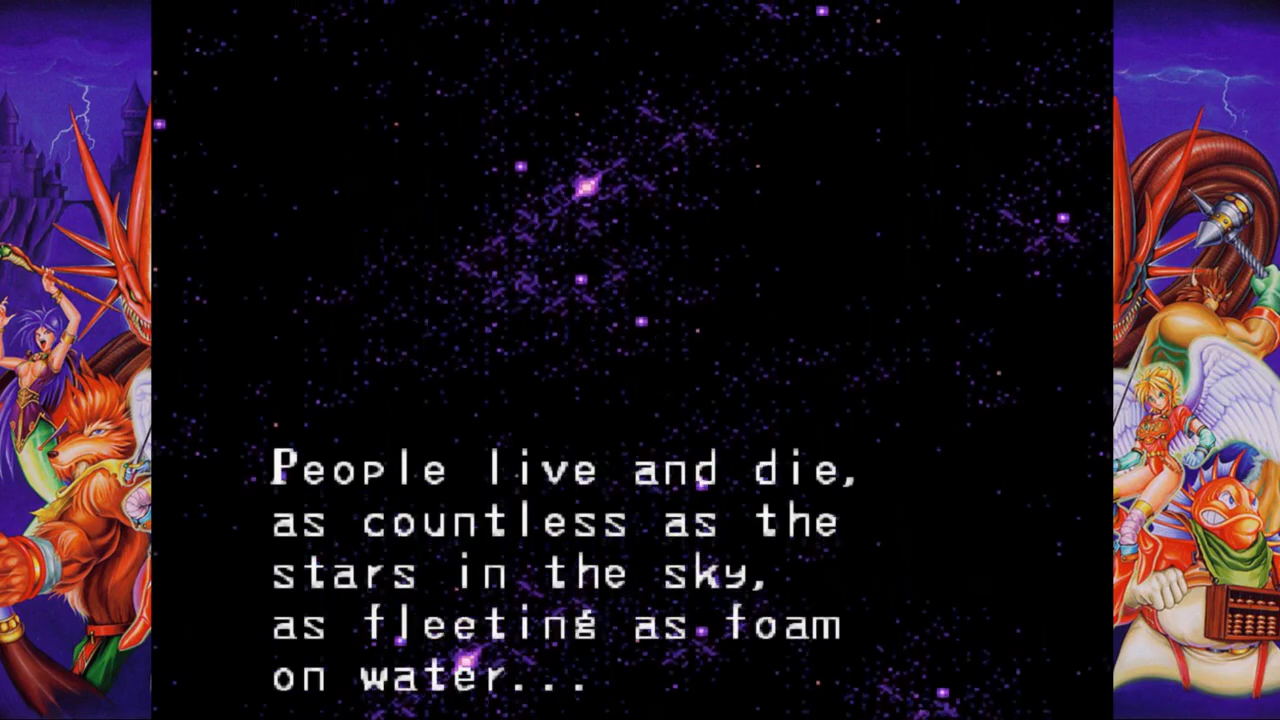 People live and die,
as countless as the
stars in the sky,
as fleeting as foam
on water...